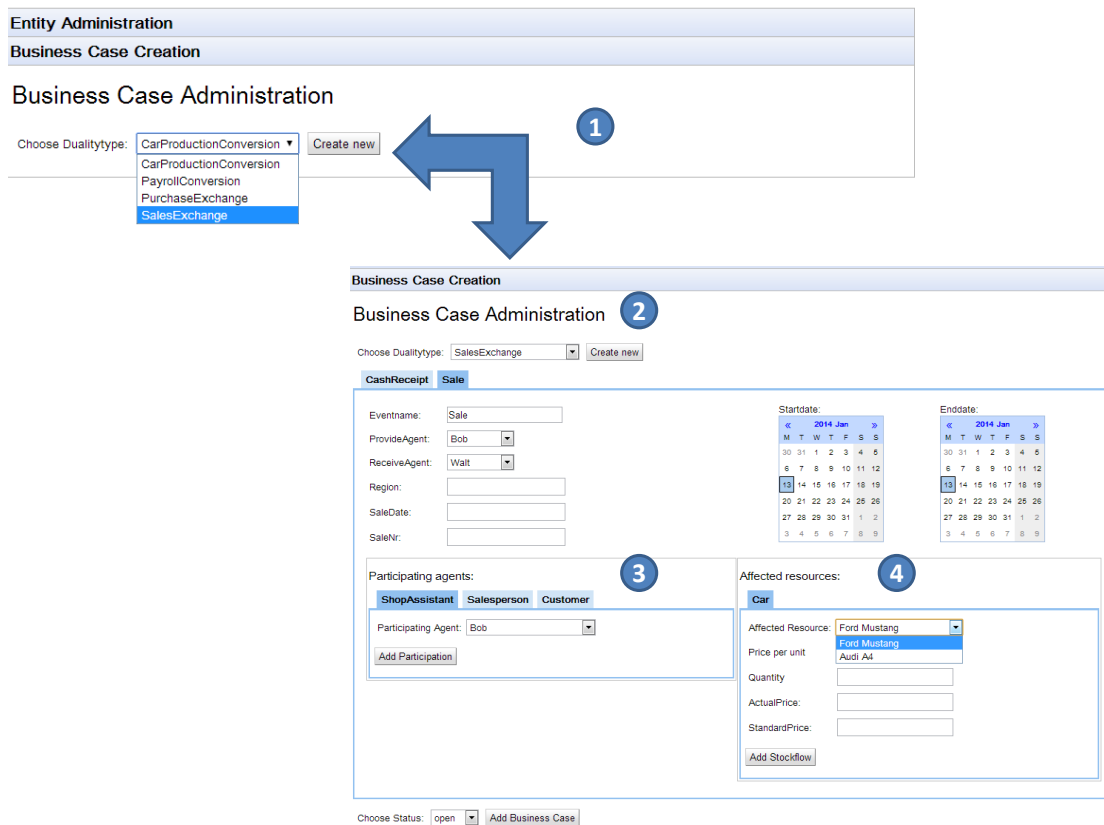 Entity Administration
Business Case Creation
Business Case Administration
1
Choose Dualitytype: CarProductionConversion Create new
CarProductionConversion
PayrollConversion
PurchaseExchange
SalesExchange
Business Case Creation
Business Case Administration
2
Choose Dualitytype: SalesExchange Create new
CashReceipt Sale
Eventname: Sale
ProvideAgent: Bob
ReceiveAgent: Walt
Region:
SaleDate:
SaleNr:
Startdate:
« 2014 Jan »
M T W T F S S
30 31 1 2 3 4 5
6 7 8 9 10 11 12
13 14 15 16 17 18 19
20 21 22 23 24 25 26
27 28 29 30 31 1 2
3 4 5 6 7 8 9
Enddate:
« 2014 Jan »
M T W T F S S
30 31 1 2 3 4 5
6 7 8 9 10 11 12
13 14 15 16 17 18 19
20 21 22 23 24 25 26
27 28 29 30 31 1 2
3 4 5 6 7 8 9
Participating agents:
3
ShopAssistant Salesperson Customer
Participating Agent: Bob
Add Participation
Affected resources:
4
Car
Affected Resource: Ford Mustang
Ford Mustang
Audi A4
Price per unit
Quantity
ActualPrice:
StandardPrice:
Add Stockflow
Choose Status: open Add Business Case